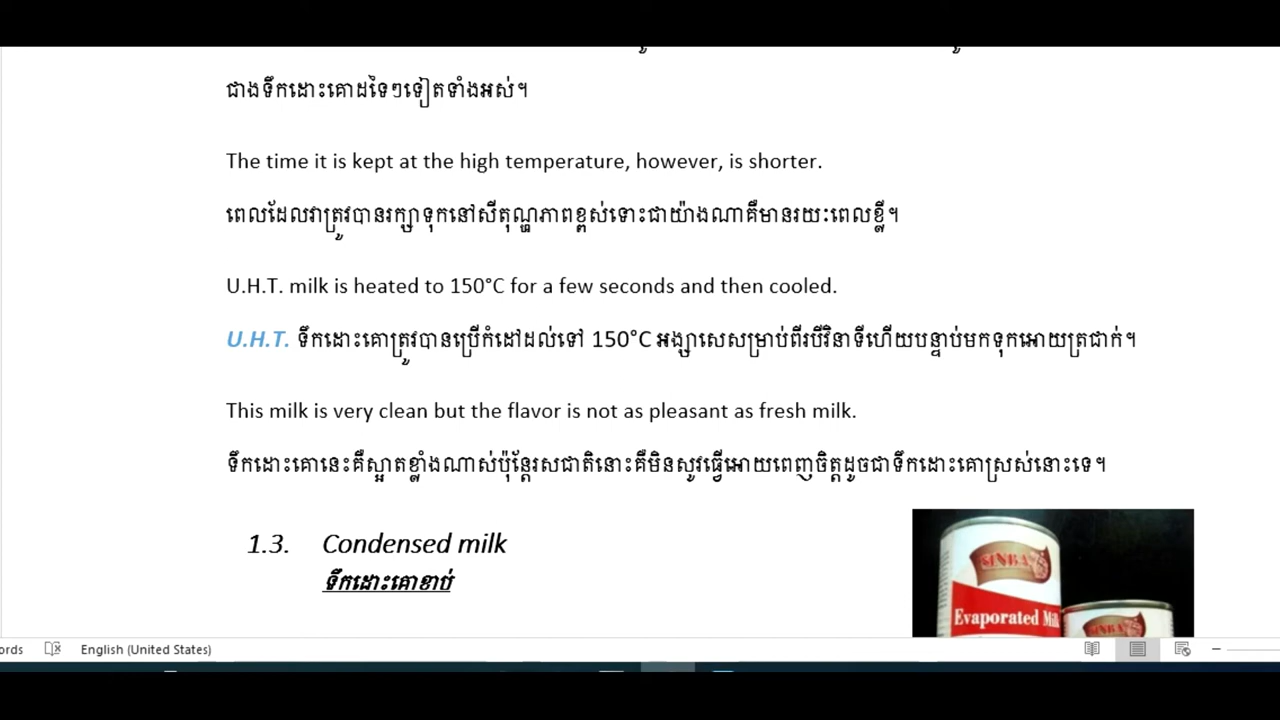 ជាងទឹកដោះគោដទៃៗទៀតទាំងអស់។
The time it is kept at the high temperature, however, is shorter.
ពេលដែលវាត្រូវបានរក្សាទុកនៅសីតុណ្ហភាពខ្ពស់ទោះជាយ៉ាងណាគឺមានរយៈពេលខ្លី។
U.H.T. milk is heated to 150°C for a few seconds and then cooled.
U.H.T. ទឹកដោះគោត្រូវបានប្រើកំដៅដល់ទៅ 150°C អង្សាសេសម្រាប់ពីរបីវិនាទីហើយបន្ទាប់មកទុកអោយត្រជាក់។
This milk is very clean but the flavor is not as pleasant as fresh milk.
ទឹកដោះគោនេះគឺស្អាតខ្លាំងណាស់ប៉ុន្តែរសជាតិនោះគឺមិនសូវធ្វើអោយពេញចិត្តដូចជាទឹកដោះគោស្រស់នោះទេ។
1.3. Condensed milk
ទឹកដោះគោខាប់
SINBA
Evaporated Milk
SINBA
ords English (United States)